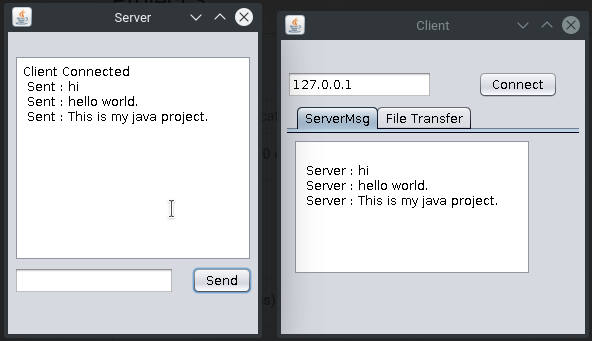 Server
Client Connected
Sent : hi
Sent : hello world.
Sent : This is my java project.
Send
Client
127.0.0.1
Connect
ServerMsg
File Transfer
Server : hi
Server : hello world.
Server : This is my java project.